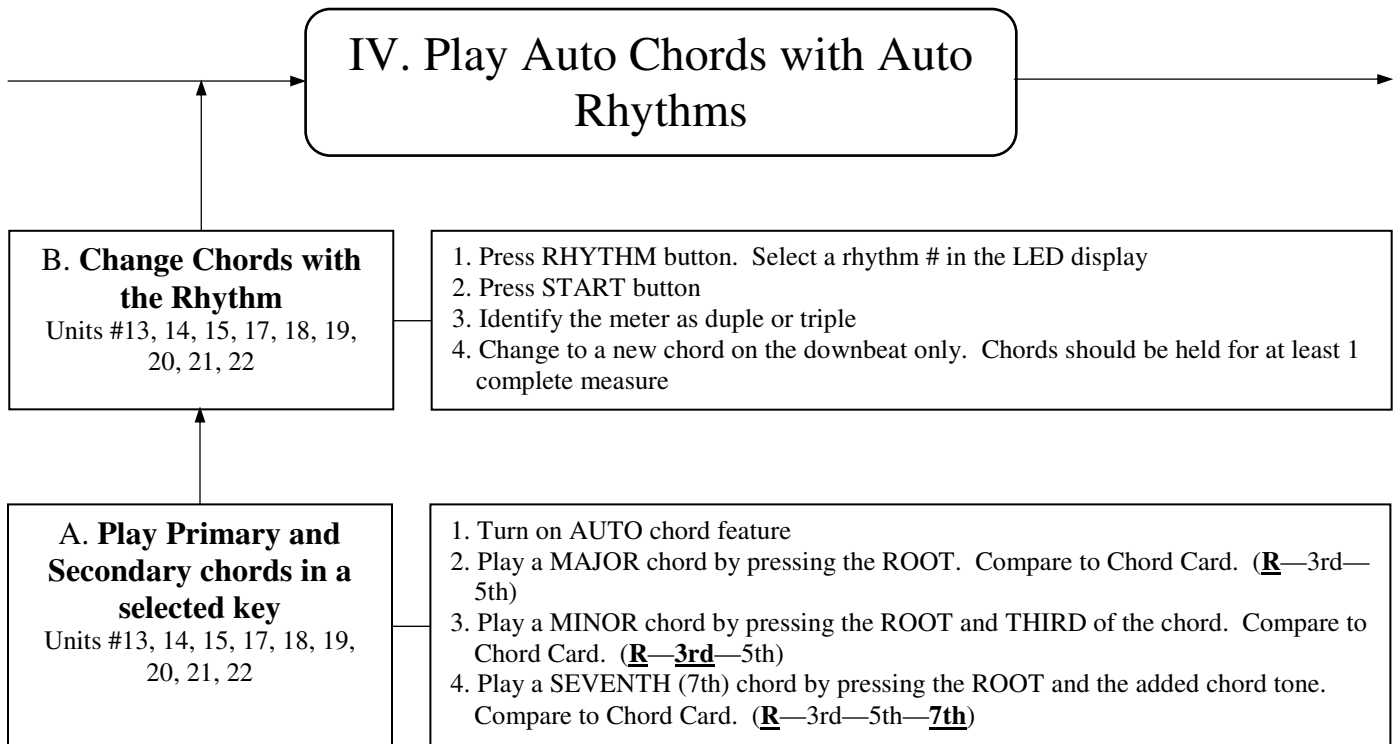 IV. Play Auto Chords with Auto
Rhythms
B. Change Chords with
the Rhythm
Units #13, 14, 15, 17, 18, 19,
20, 21, 22
1. Press RHYTHM button. Select a rhythm # in the LED display
2. Press START button
3. Identify the meter as duple or triple
4. Change to a new chord on the downbeat only. Chords should be held for at least 1
complete measure
A. Play Primary and
Secondary chords in a
selected key
Units #13, 14, 15, 17, 18, 19,
20, 21, 22
1. Turn on AUTO chord feature
2. Play a MAJOR chord by pressing the ROOT. Compare to Chord Card. (R—3rd—
5th)
3. Play a MINOR chord by pressing the ROOT and THIRD of the chord. Compare to
Chord Card. (R—3rd—5th)
4. Play a SEVENTH (7th) chord by pressing the ROOT and the added chord tone.
Compare to Chord Card. (R—3rd—5th—7th)